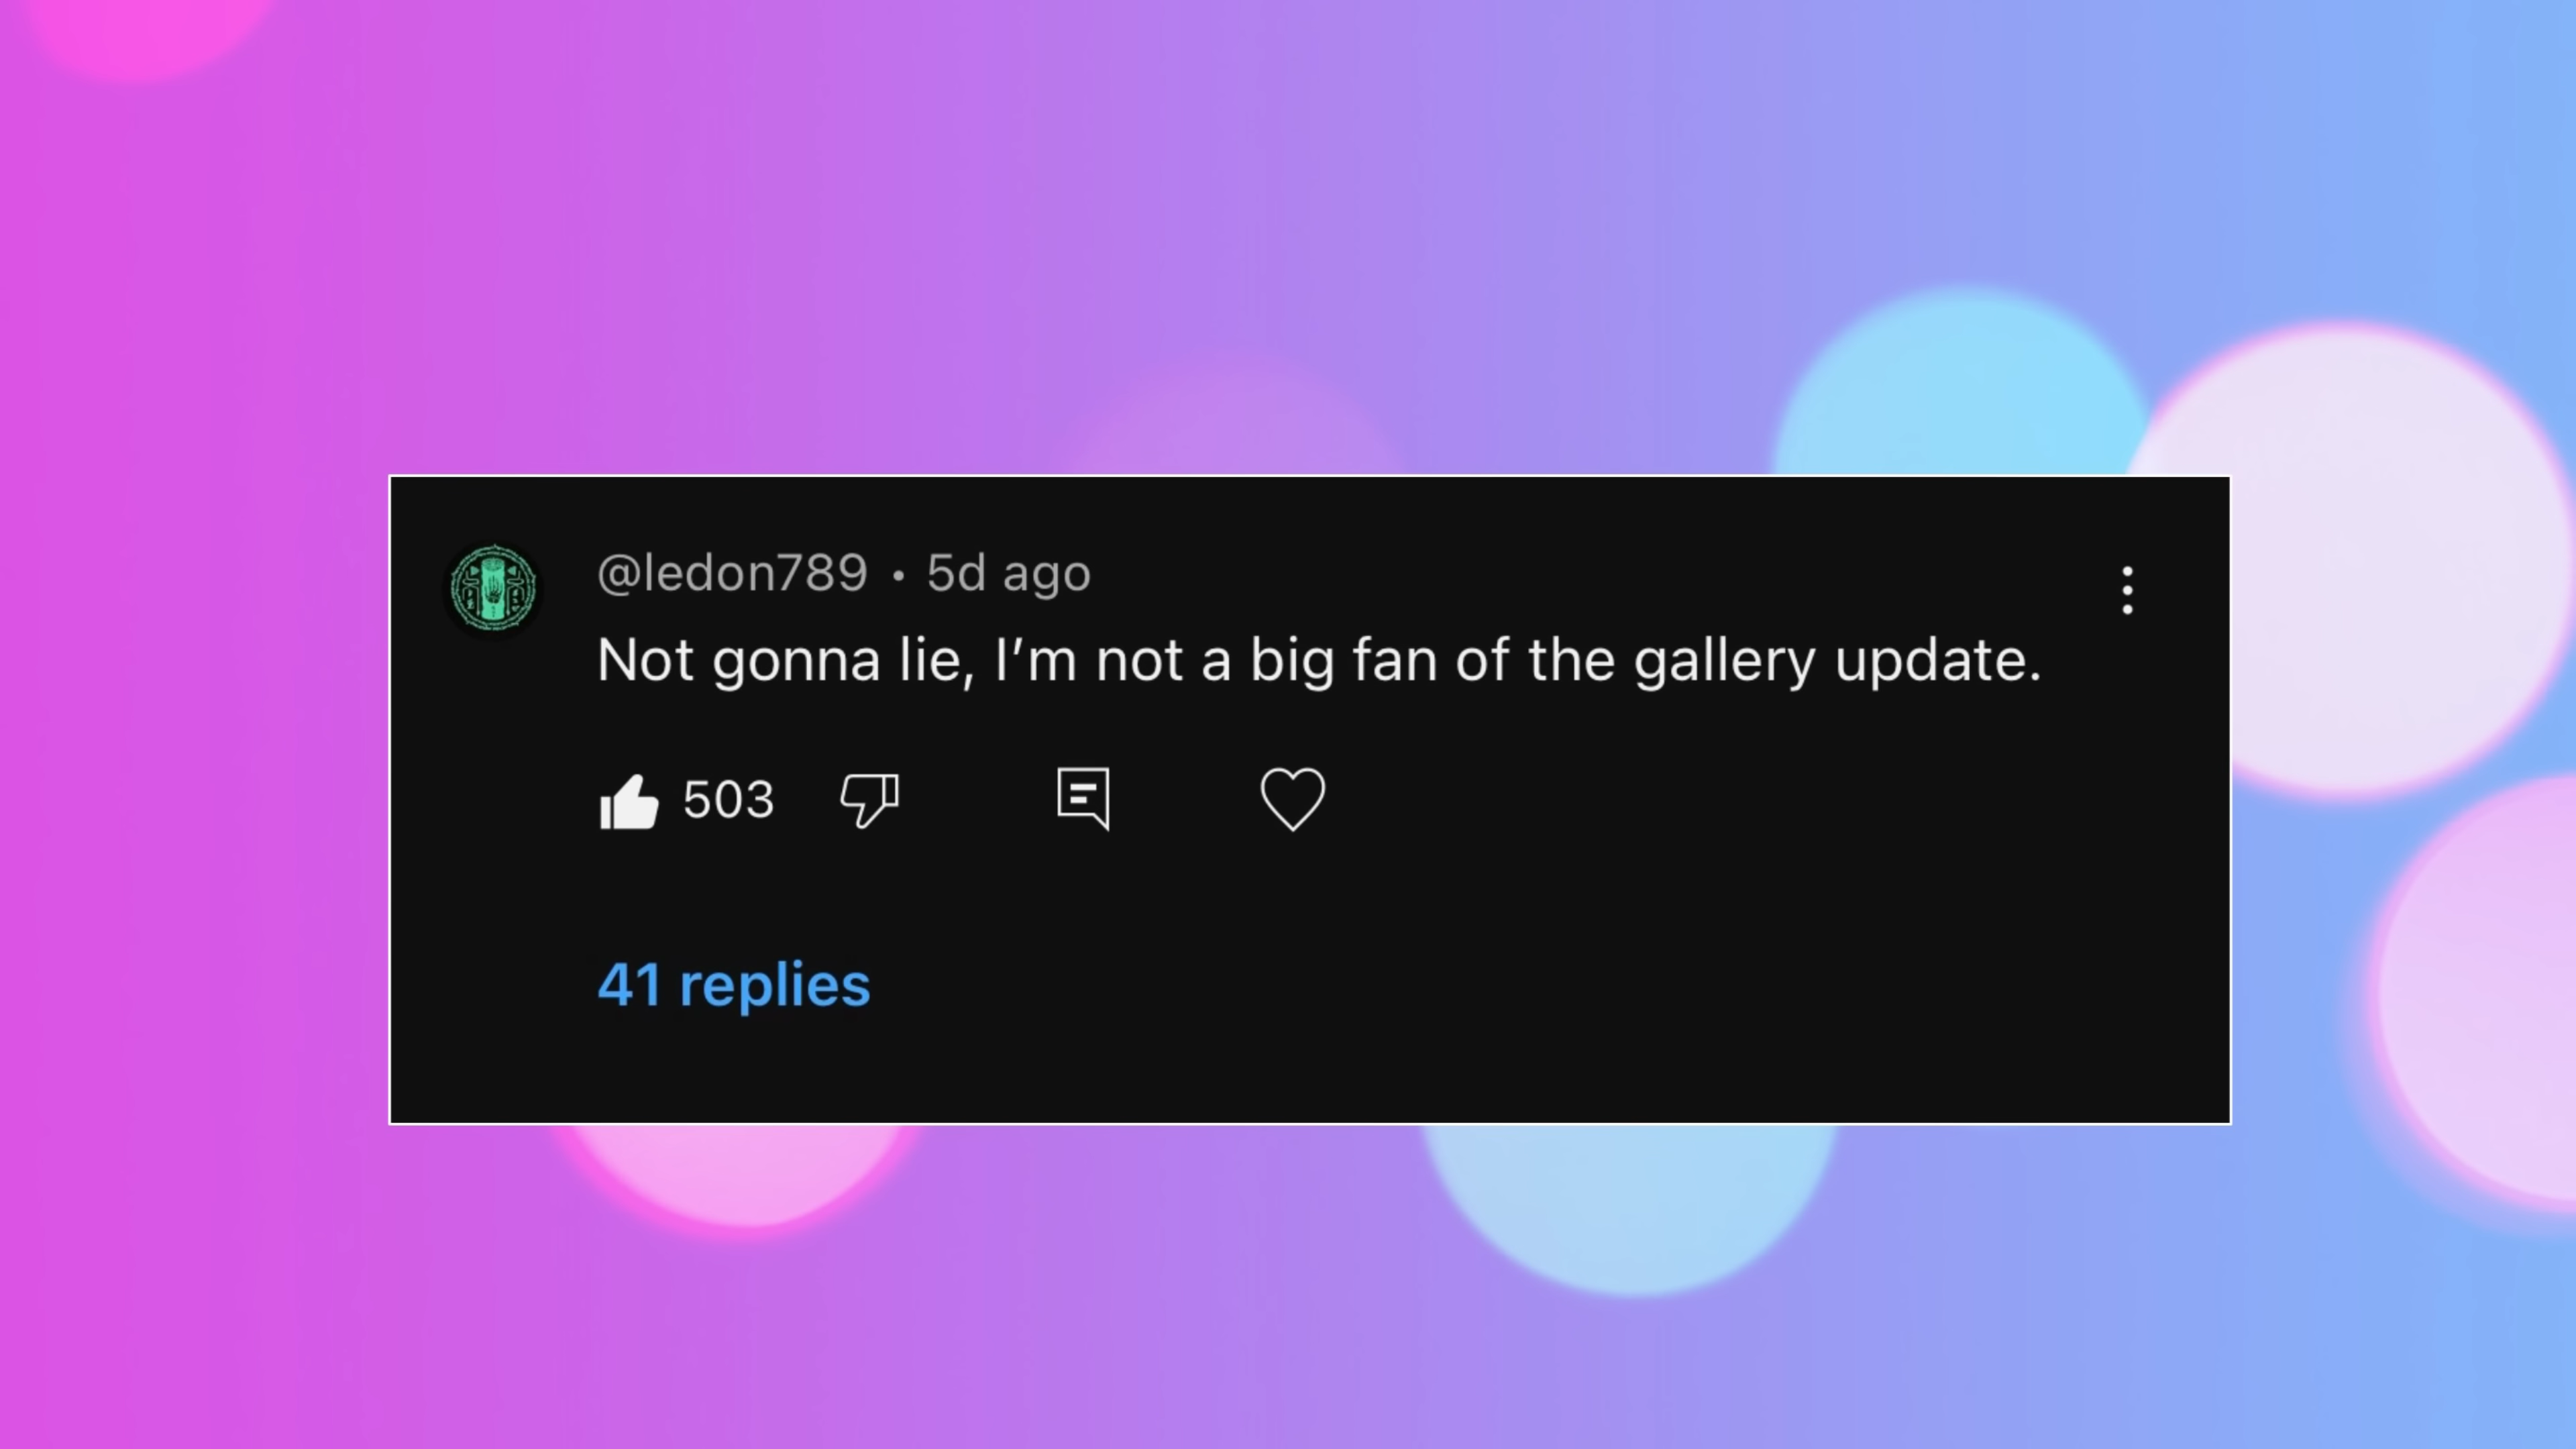 @ledon789 • 5d ago
Not gonna lie, I’m not a big fan of the gallery update.
503
41 replies